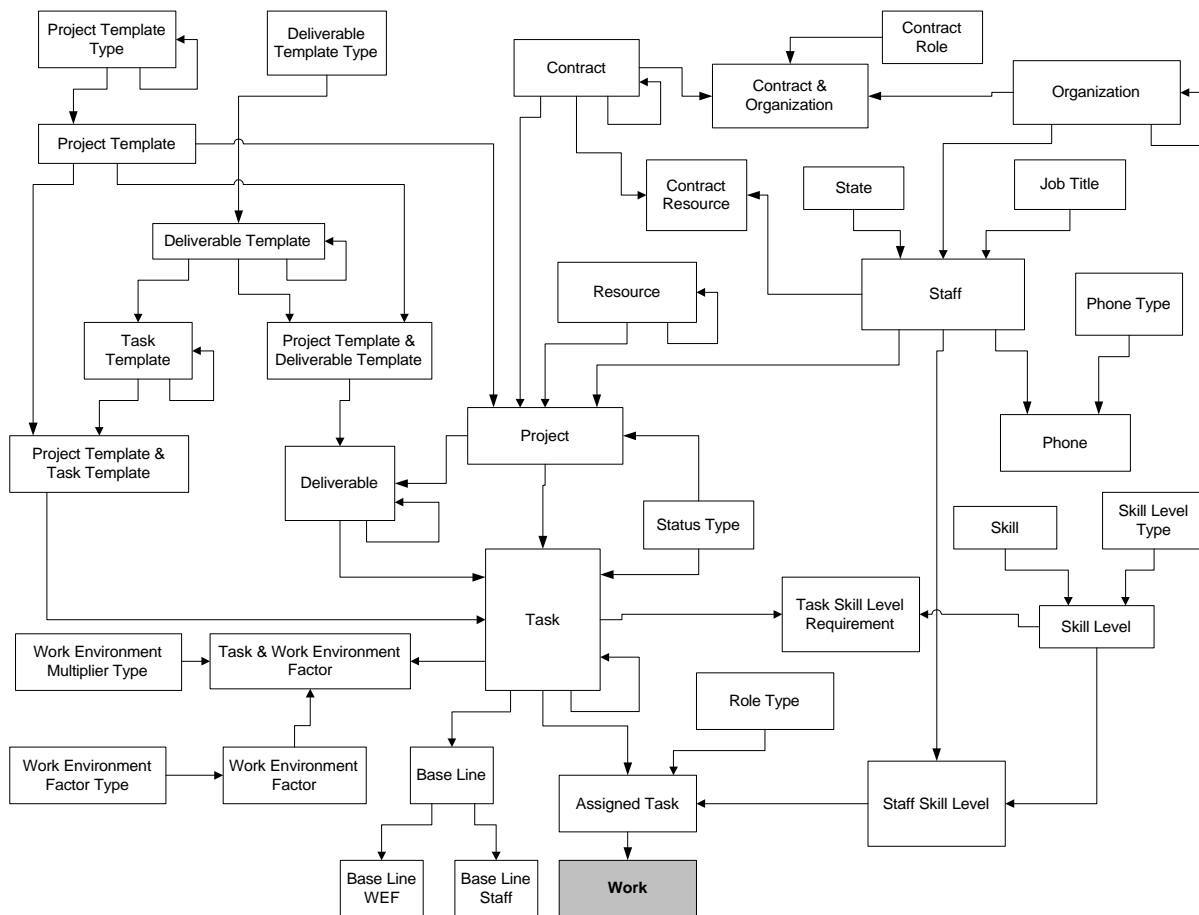 Project Template
Type
Deliverable
Template Type
Contract
Contract
Role
Contract &
Organization
Organization
Project Template
Contract
Resource
State
Job Title
Deliverable Template
Staff
Resource
Phone Type
Task
Template
Project Template &
Deliverable Template
Project
Phone
Project Template &
Task Template
Deliverable
Status Type
Skill
Skill Level
Type
Task
Task Skill Level
Requirement
Skill Level
Work Environment
Multiplier Type
Task & Work Environment
Factor
Role Type
Work Environment
Factor Type
Work Environment
Factor
Base Line
Assigned Task
Staff Skill Level
Base Line
WEF
Base Line
Staff
Work